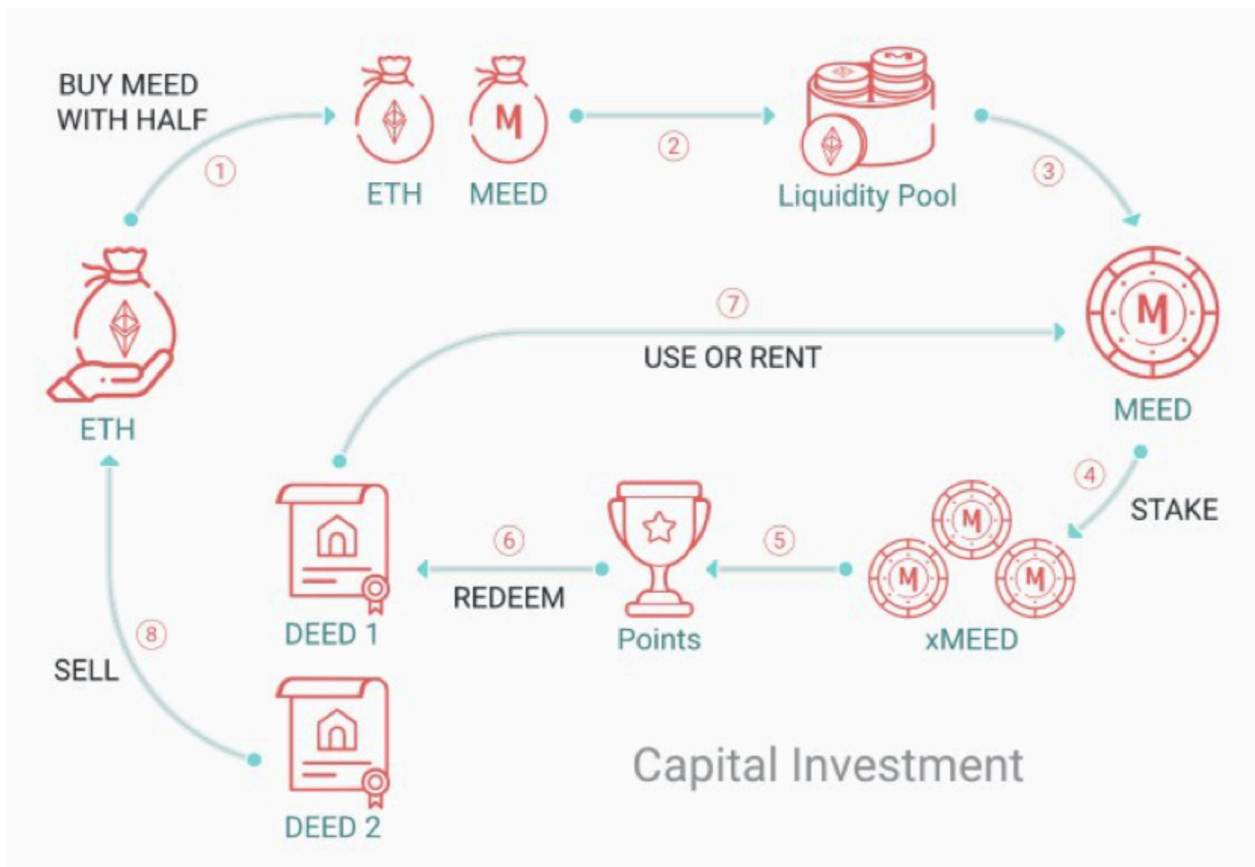 BUY MEED
WITH HALF
①
ETH
M
MEED
②
M
Liquidity Pool
③
ETH
⑦
USE OR RENT
M
MEED
④
STAKE
M
M
M
xMEED
⑤
Points
⑥
REDEEM
DEED 1
⑧
SELL
DEED 2
Capital Investment